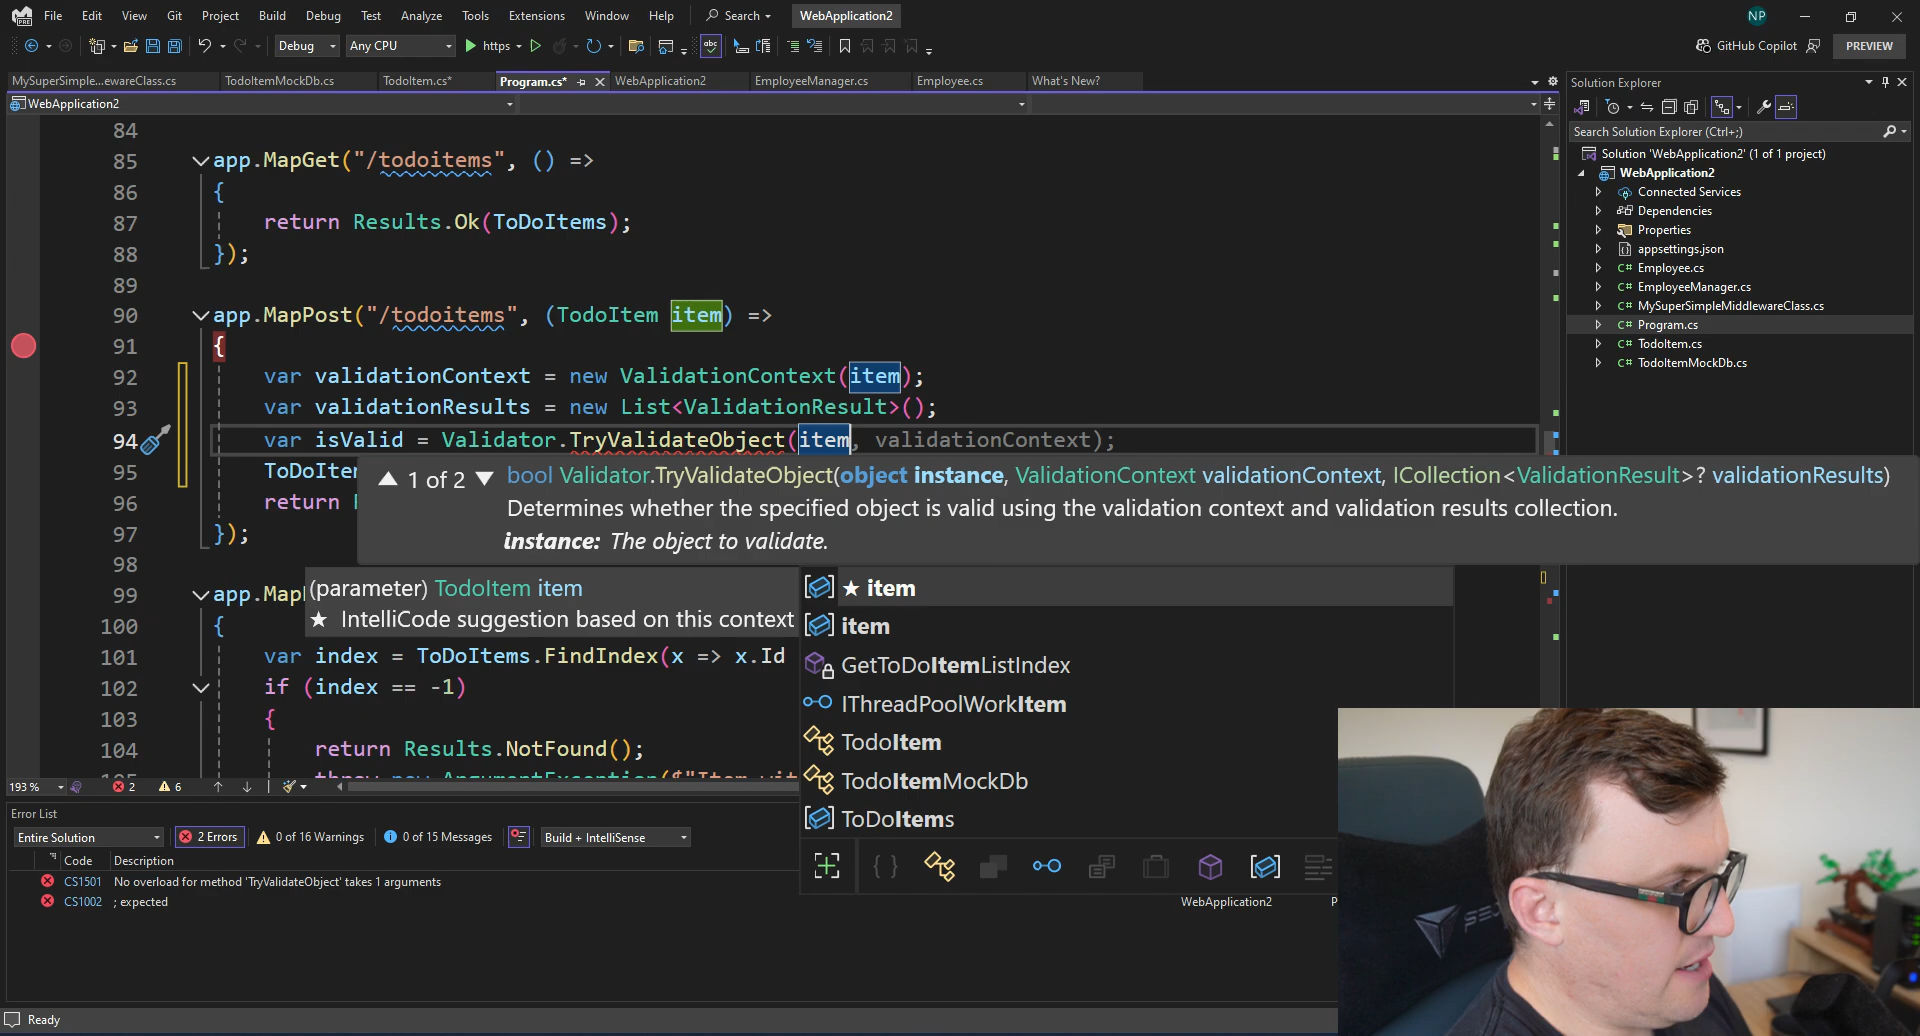 File Edit View Git Project Build Debug Test Analyze Tools Extensions Window Help Search WebApplication2 NP
Debug Any CPU https GitHub Copilot PREVIEW
MySuperSimple...ewareClass.cs TodoItemMockDb.cs TodoItem.cs* Program.cs* WebApplication2 EmployeeManager.cs Employee.cs What's New?
WebApplication2
84
85 app.MapGet("/todoitems", () =>
86 {
87 return Results.Ok(ToDoItems);
88 });
89
90 app.MapPost("/todoitems", (TodoItem item) =>
91 {
92 var validationContext = new ValidationContext(item);
93 var validationResults = new List<ValidationResult>();
94 var isValid = Validator.TryValidateObject(item, validationContext);
95 ToDoIter
96 return
97 });
98
99 app.Map
100 {
101 var index = ToDoItems.FindIndex(x => x.Id
102 if (index == -1)
103 {
104 return Results.NotFound();
1 of 2 bool Validator.TryValidateObject(object instance, ValidationContext validationContext, ICollection<ValidationResult>? validationResults)
Determines whether the specified object is valid using the validation context and validation results collection.
instance: The object to validate.
(parameter) TodoItem item
★ IntelliCode suggestion based on this context
★ item
item
GetToDoItemListIndex
IThreadPoolWorkItem
TodoItem
TodoItemMockDb
ToDoItems
193 % 2 6
Error List
Entire Solution 2 Errors 0 of 16 Warnings 0 of 15 Messages Build + IntelliSense
Code Description
CS1501 No overload for method 'TryValidateObject' takes 1 arguments
CS1002 ; expected
WebApplication2 P
Ready
Solution Explorer
Search Solution Explorer (Ctrl+;)
Solution 'WebApplication2' (1 of 1 project)
WebApplication2
Connected Services
Dependencies
Properties
appsettings.json
C# Employee.cs
C# EmployeeManager.cs
C# MySuperSimpleMiddlewareClass.cs
C# Program.cs
C# TodoItem.cs
C# TodoItemMockDb.cs